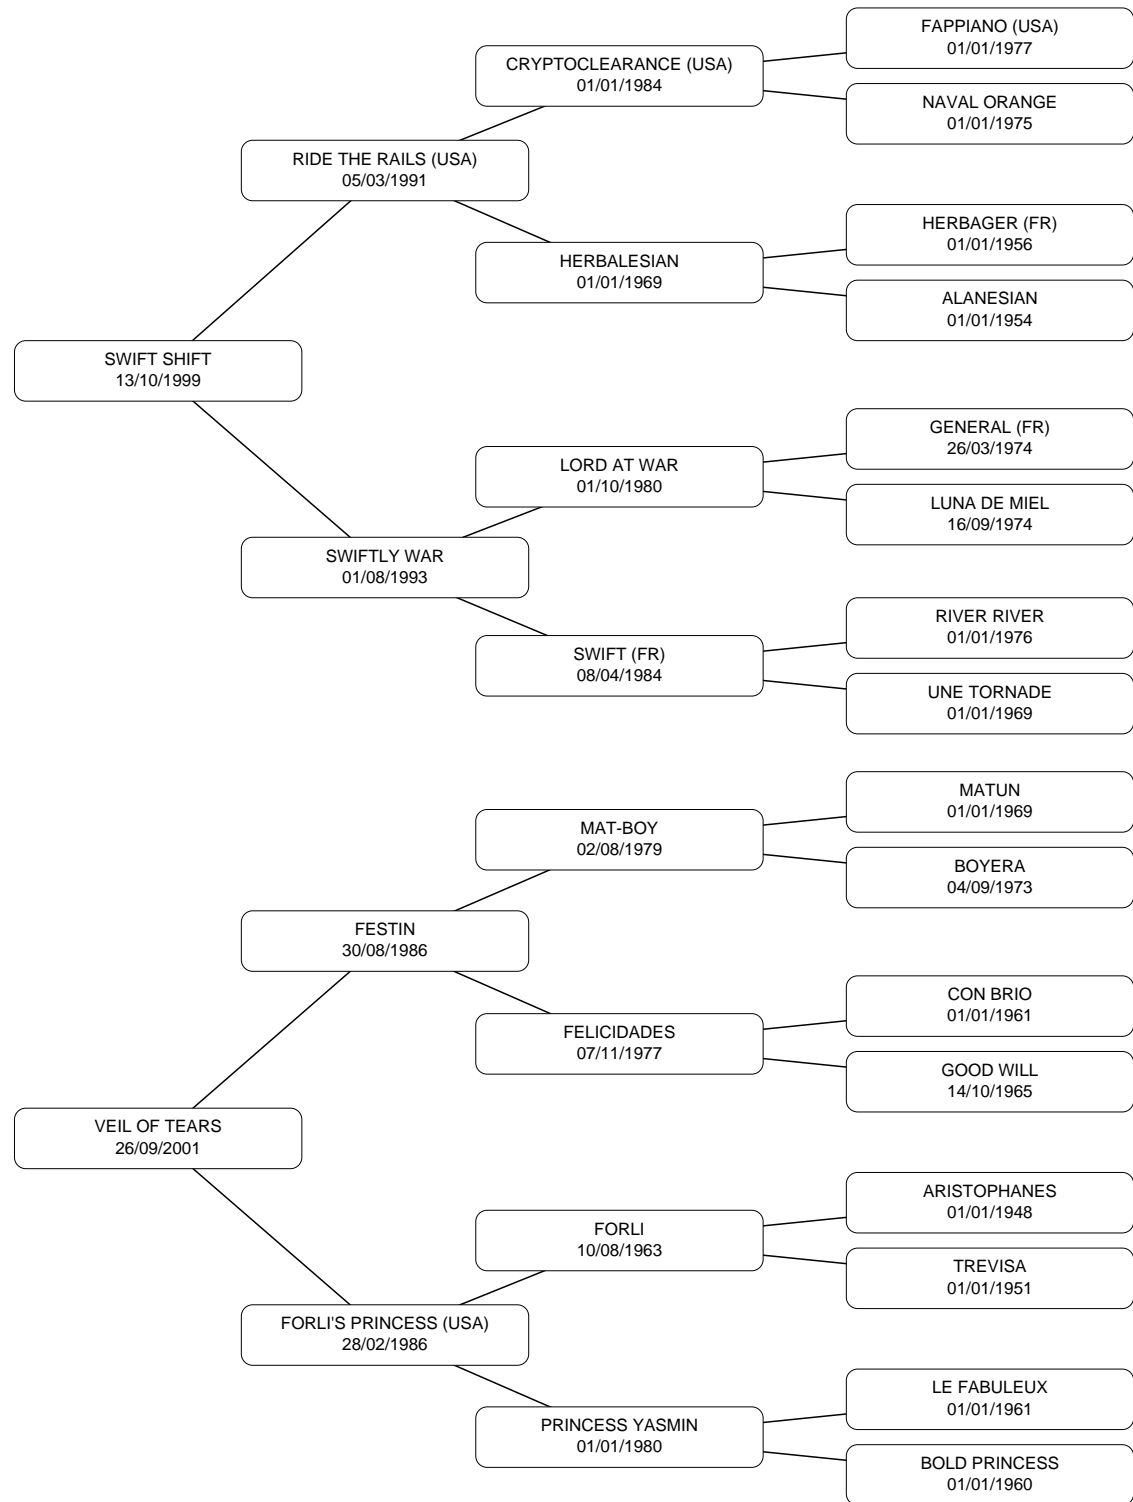 FAPPIANO (USA)
01/01/1977
CRYPTOCLEARANCE (USA)
01/01/1984
NAVAL ORANGE
01/01/1975
RIDE THE RAILS (USA)
05/03/1991
HERBAGER (FR)
01/01/1956
HERBALESIAN
01/01/1969
ALANESIAN
01/01/1954
SWIFT SHIFT
13/10/1999
GENERAL (FR)
26/03/1974
LORD AT WAR
01/10/1980
LUNA DE MIEL
16/09/1974
SWIFTLY WAR
01/08/1993
RIVER RIVER
01/01/1976
SWIFT (FR)
08/04/1984
UNE TORNADE
01/01/1969
MATUN
01/01/1969
MAT-BOY
02/08/1979
BOYERA
04/09/1973
FESTIN
30/08/1986
CON BRIO
01/01/1961
FELICIDADES
07/11/1977
GOOD WILL
14/10/1965
VEIL OF TEARS
26/09/2001
ARISTOPHANES
01/01/1948
FORLI
10/08/1963
TREVISA
01/01/1951
FORLI'S PRINCESS (USA)
28/02/1986
LE FABULEUX
01/01/1961
PRINCESS YASMIN
01/01/1980
BOLD PRINCESS
01/01/1960